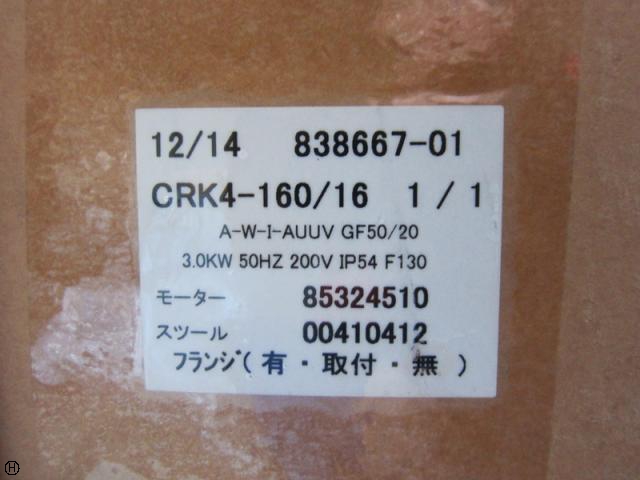 12/14 838667-01
CRK4-160/16 1 / 1
A-W-I-AUUV GF50/20
3.0KW 50HZ 200V IP54 F130
モーター 85324510
スツール 00410412
フランジ( 有 ・ 取付 ・ 無 )
H